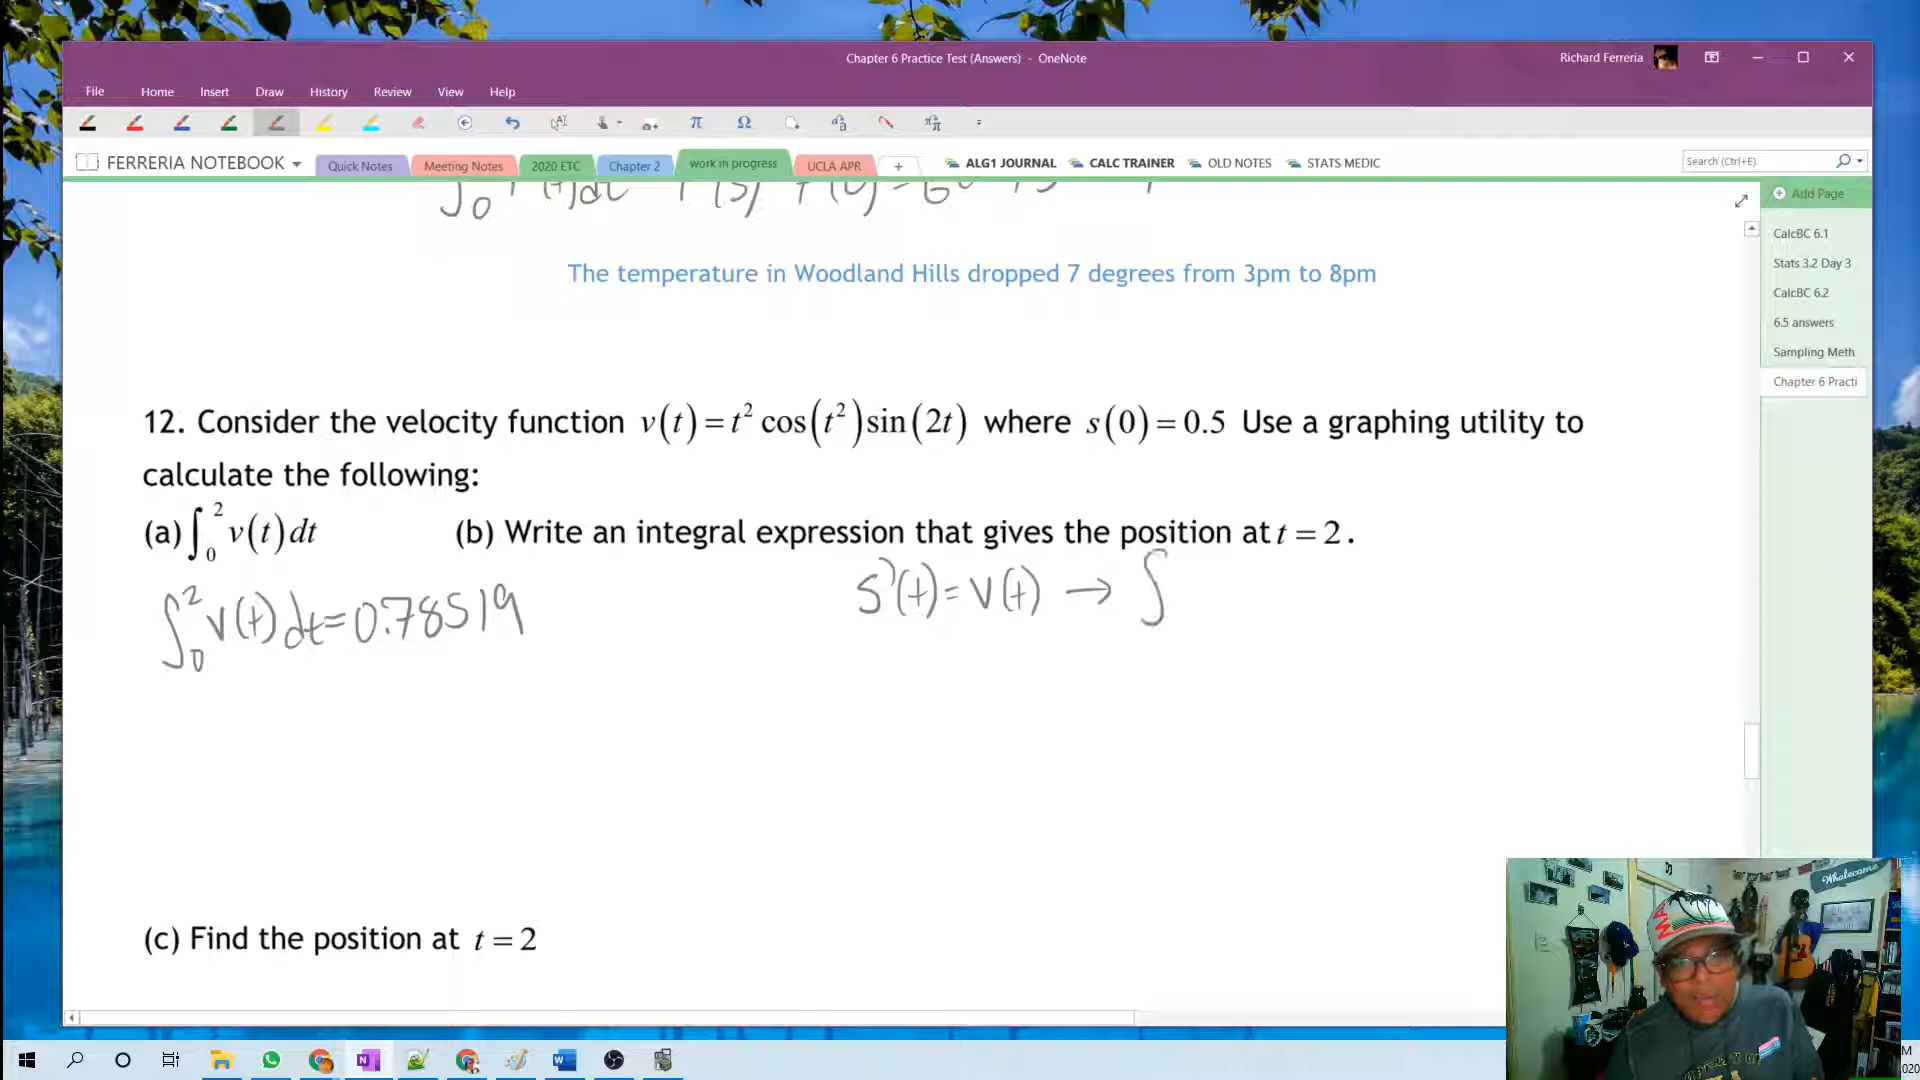 Chapter 6 Practice Test (Answers) - OneNote
Richard Ferreria
File Home Insert Draw History Review View Help
FERRERIA NOTEBOOK
Quick Notes
Meeting Notes
2020 ETC
Chapter 2
work in progress
UCLA APR
ALG1 JOURNAL
CALC TRAINER
OLD NOTES
STATS MEDIC
Search (Ctrl+E)
Add Page
CalcBC 6.1
Stats 3.2 Day 3
CalcBC 6.2
6.5 answers
Sampling Meth
Chapter 6 Practi
The temperature in Woodland Hills dropped 7 degrees from 3pm to 8pm
12. Consider the velocity function v(t) = t² cos(t²) sin(2t) where s(0) = 0.5 Use a graphing utility to
calculate the following:
(a) ∫₀² v(t) dt (b) Write an integral expression that gives the position at t = 2.
∫₀² v(t) dt = 0.78519
s'(t) = v(t) → ∫
(c) Find the position at t = 2
Whalecome